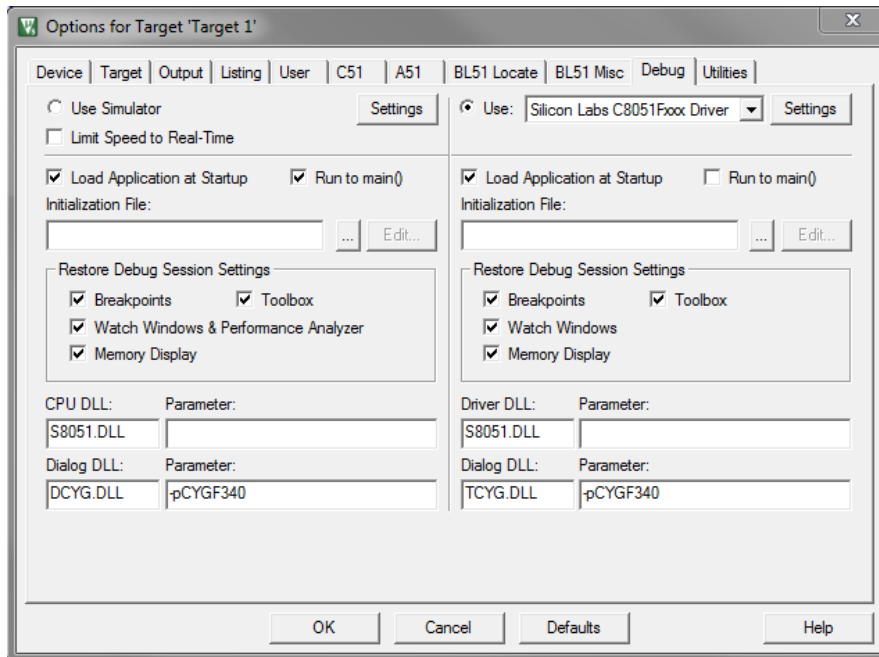 Options for Target 'Target 1'
Device Target Output Listing User C51 A51 BL51 Locate BL51 Misc Debug Utilities
Use Simulator Settings
Limit Speed to Real-Time
Load Application at Startup Run to main()
Initialization File:
... Edit...
Restore Debug Session Settings
Breakpoints Toolbox
Watch Windows & Performance Analyzer
Memory Display
CPU DLL: Parameter:
S8051.DLL
Dialog DLL: Parameter:
DCYG.DLL -pCYGF340
Use: Silicon Labs C8051Fxxx Driver Settings
Load Application at Startup Run to main()
Initialization File:
... Edit...
Restore Debug Session Settings
Breakpoints Toolbox
Watch Windows
Memory Display
Driver DLL: Parameter:
S8051.DLL
Dialog DLL: Parameter:
TCYG.DLL -pCYGF340
OK Cancel Defaults Help